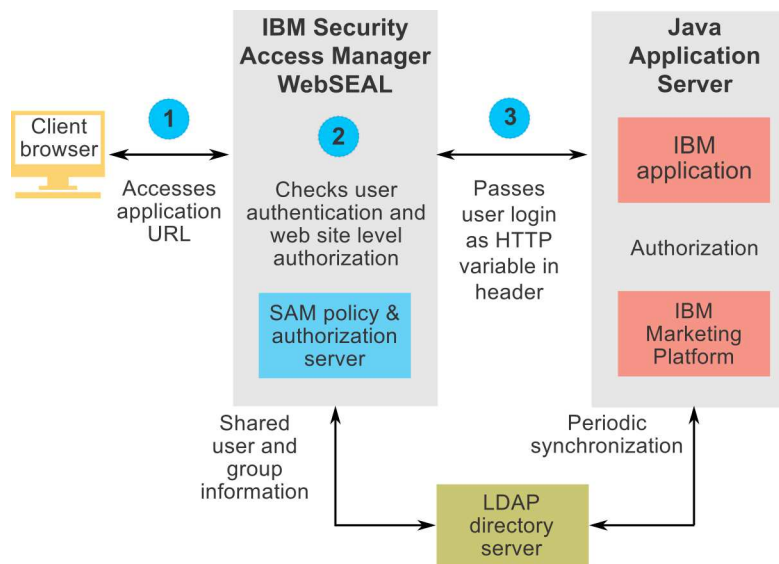 IBM Security
Access Manager
WebSEAL
Java
Application
Server
Client
browser
1
2
3
IBM
application
Accesses
application
URL
Checks user
authentication and
web site level
authorization
Passes
user login
as HTTP
variable in
header
Authorization
SAM policy &
authorization
server
IBM
Marketing
Platform
Shared
user and
group
information
Periodic
synchronization
LDAP
directory
server